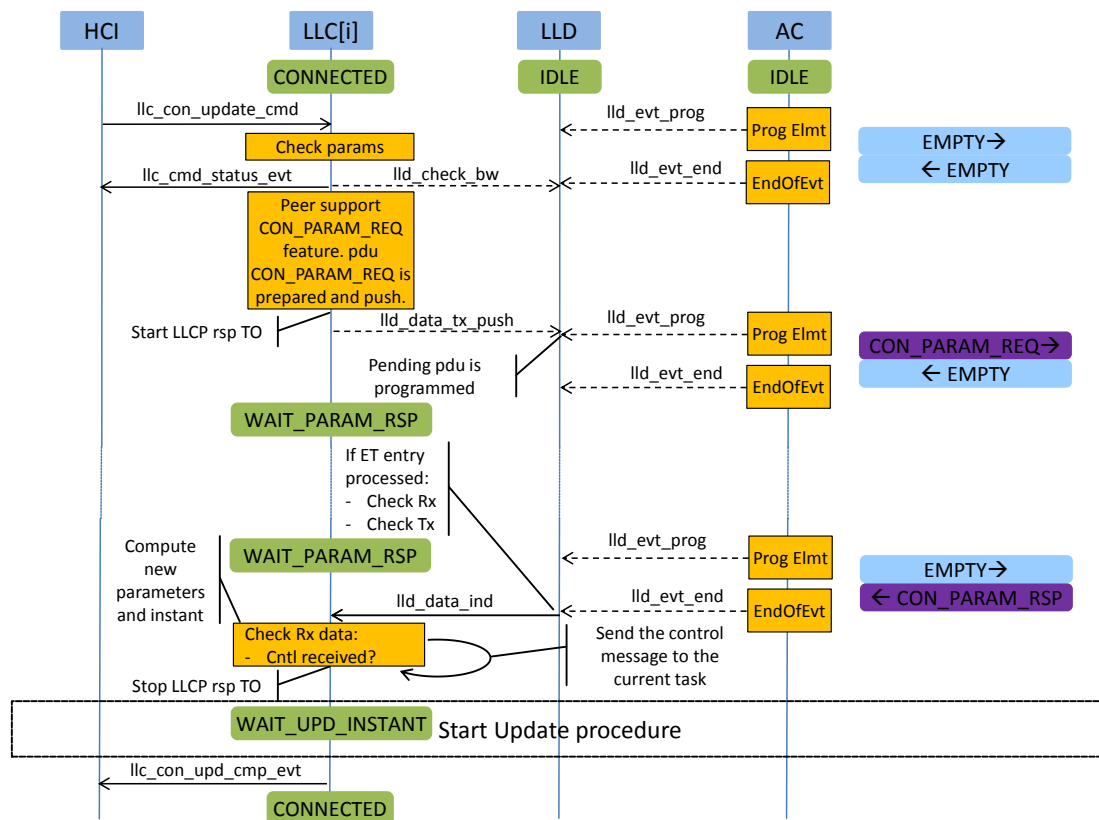 HCI
LLC[i]
LLD
AC
CONNECTED
IDLE
IDLE
llc_con_update_cmd
lld_evt_prog
Prog Elmt
EMPTY→
Check params
llc_cmd_status_evt
lld_check_bw
lld_evt_end
EndOfEvt
← EMPTY
Peer support
CON_PARAM_REQ
feature. pdu
CON_PARAM_REQ is
prepared and push.
Start LLCP rsp TO
lld_data_tx_push
lld_evt_prog
Prog Elmt
CON_PARAM_REQ→
Pending pdu is
programmed
lld_evt_end
EndOfEvt
← EMPTY
WAIT_PARAM_RSP
If ET entry
processed:
- Check Rx
- Check Tx
Compute
new
parameters
and instant
WAIT_PARAM_RSP
lld_evt_prog
Prog Elmt
EMPTY→
lld_data_ind
lld_evt_end
EndOfEvt
← CON_PARAM_RSP
Check Rx data:
- Cntl received?
Send the control
message to the
current task
Stop LLCP rsp TO
WAIT_UPD_INSTANT
Start Update procedure
llc_con_upd_cmp_evt
CONNECTED